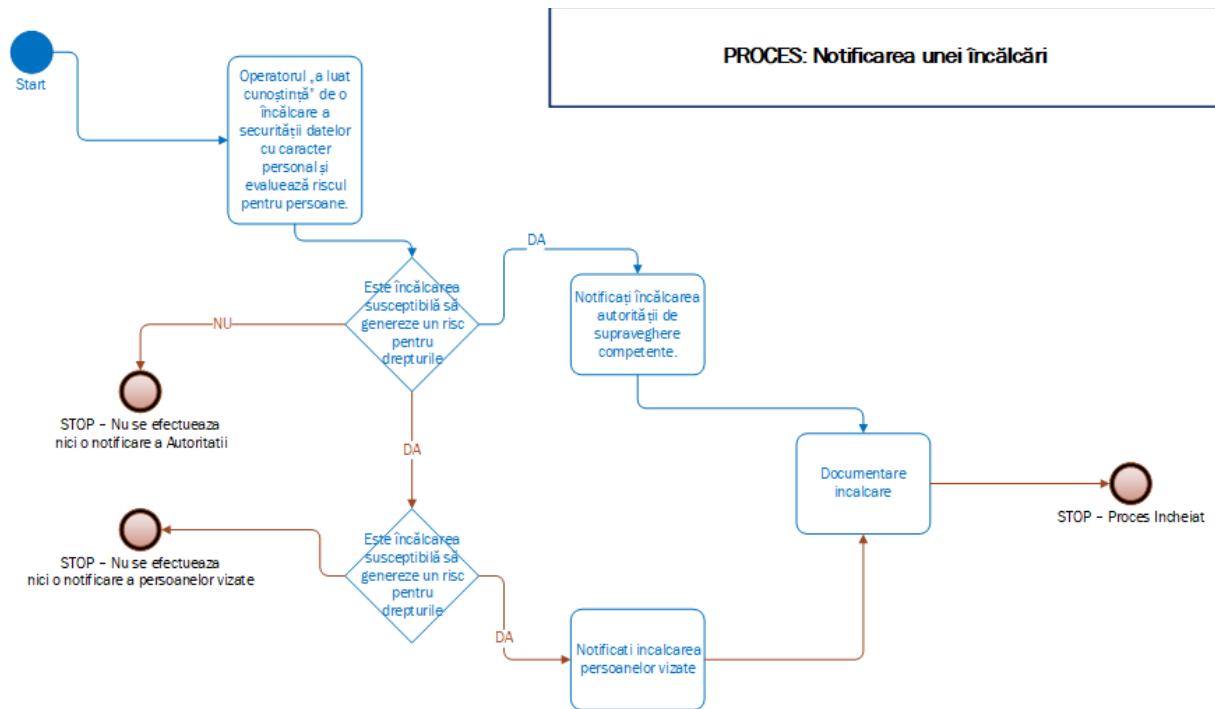 PROCES: Notificarea unei încălcări
Start
Operatorul „a luat
cunoștință” de o
încălcare a
securității datelor
cu caracter
personal și
evaluează riscul
pentru persoane.
DA
Este încălcarea
susceptibilă să
genereze un risc
pentru
drepturile
Notificați încălcarea
autorității de
supraveghere
competente.
NU
STOP – Nu se efectueaza
nici o notificare a Autoritatii
DA
Documentare
incalcare
STOP – Proces Incheiat
STOP – Nu se efectueaza
nici o notificare a persoanelor vizate
Este încălcarea
susceptibilă să
genereze un risc
pentru
drepturile
DA
Notificati incalcarea
persoanelor vizate